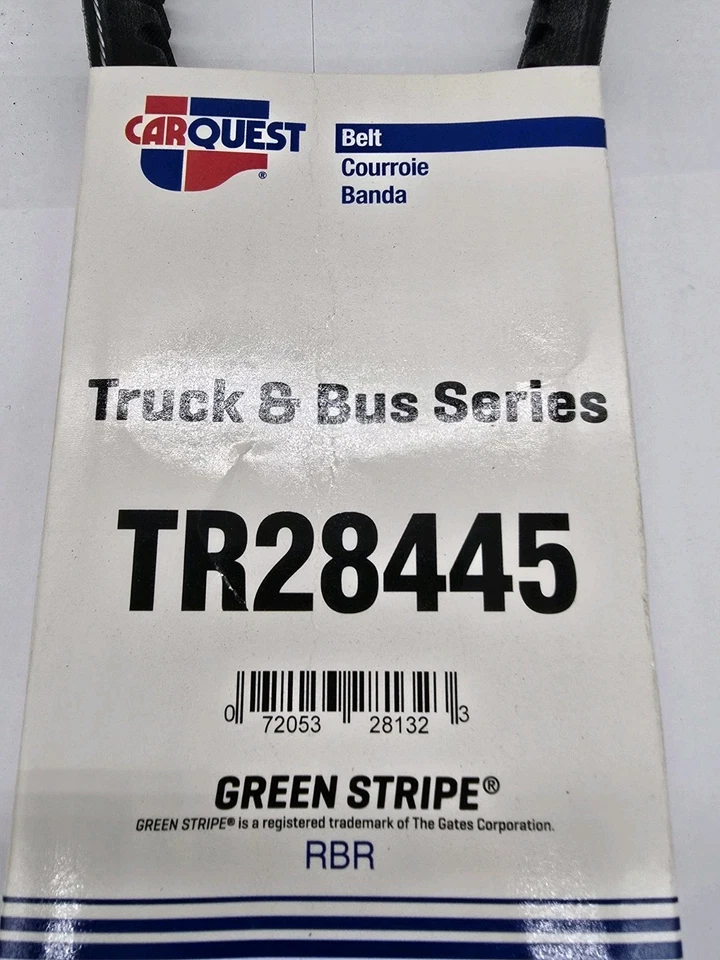 CARQUEST
®
Belt
Courroie
Banda
Truck & Bus Series
TR28445
0 72053 28132 3
GREEN STRIPE®
GREEN STRIPE® is a registered trademark of The Gates Corporation.
RBR